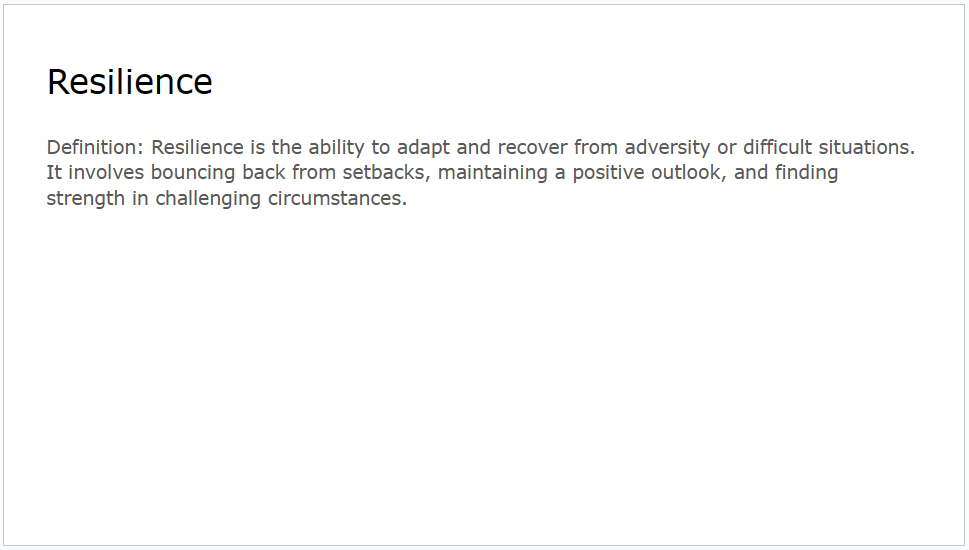 Resilience
Definition: Resilience is the ability to adapt and recover from adversity or difficult situations.
It involves bouncing back from setbacks, maintaining a positive outlook, and finding
strength in challenging circumstances.